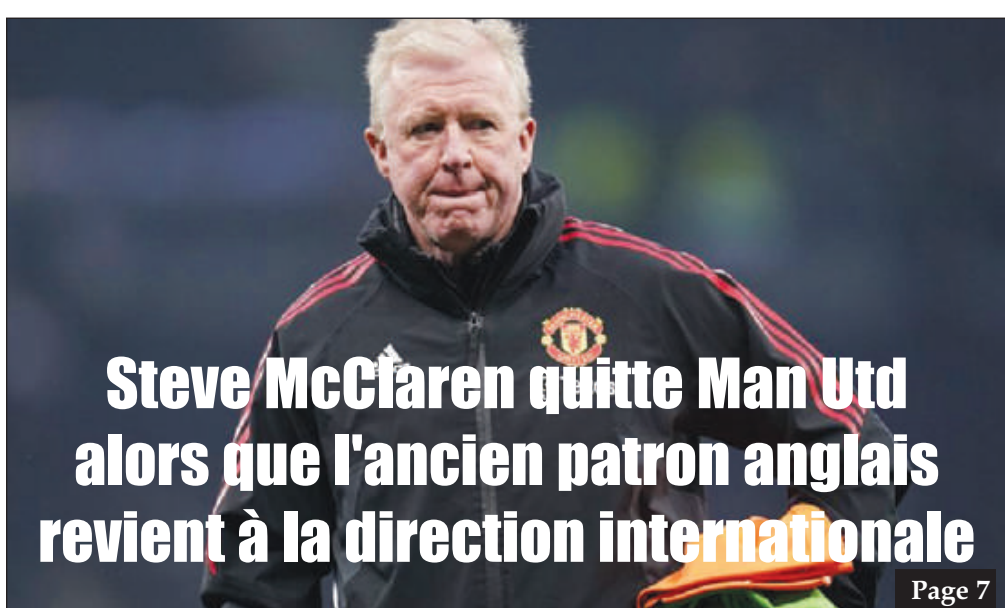 Steve McClaren quitte Man Utd
alors que l'ancien patron anglais
revient à la direction internationale
Page 7